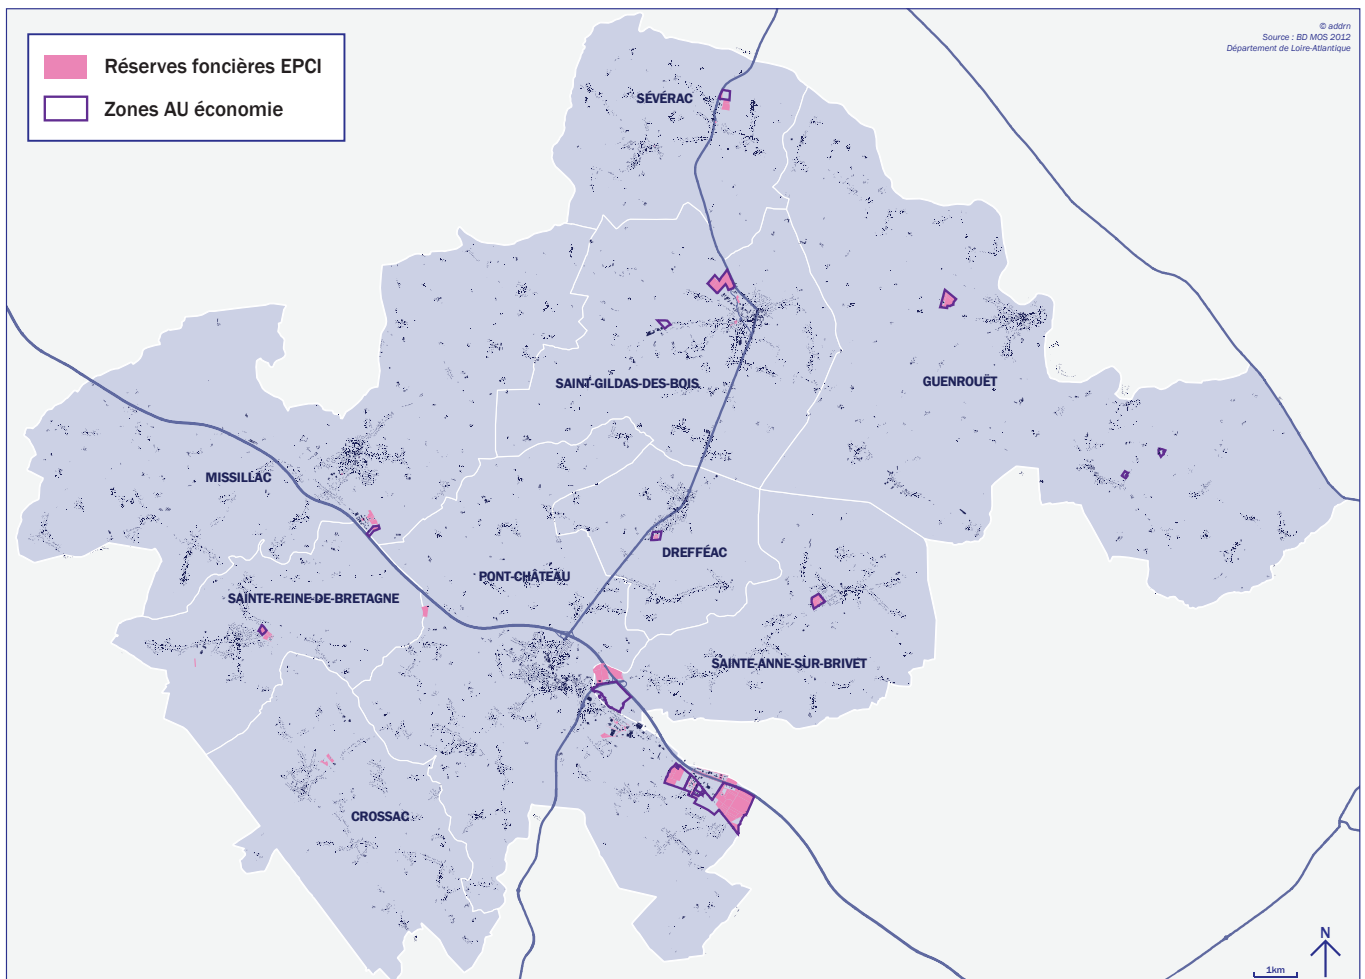 © addrn
Source : BD MOS 2012
Département de Loire-Atlantique
Réserves foncières EPCI
Zones AU économie
SÉVÉRAC
SAINT-GILDAS-DES-BOIS
GUENROUËT
MISSILLAC
DREFFÉAC
PONT-CHÂTEAU
SAINTE-REINE-DE-BRETAGNE
SAINTE-ANNE-SUR-BRIVET
CROSSAC
N
1km